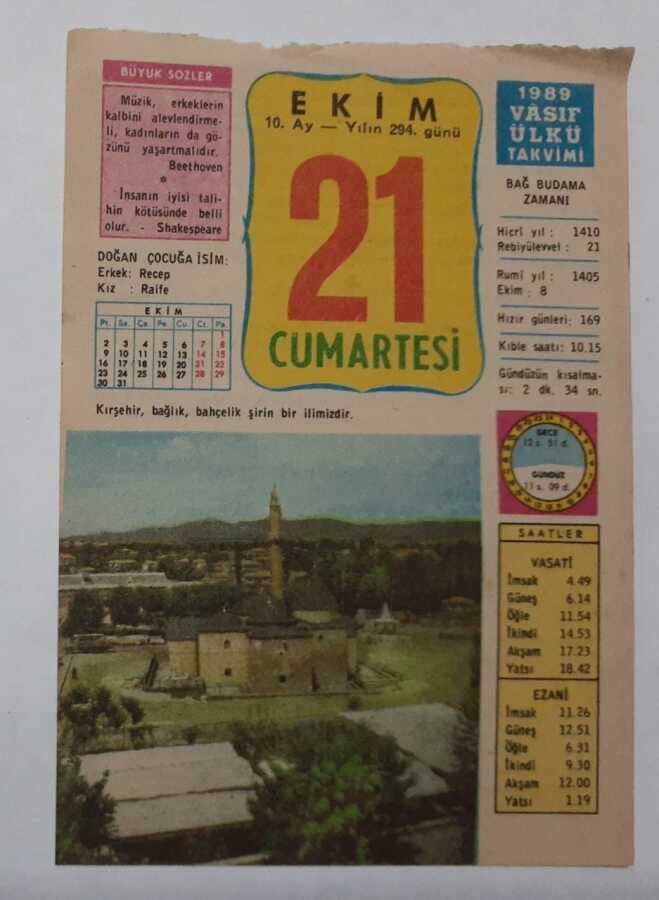 BÜYÜK SOZLER
Müzik, erkeklerin
kalbini alevlendirme-
li, kadınların da gö-
zünü yaşartmalıdır.
Beethoven
*
İnsanın iyisi tali-
hin kötüsünde belli
olur. - Shakespeare
DOĞAN ÇOCUĞA İSİM:
Erkek: Recep
Kız : Raife
EKİM
Pt. Sa. Ça. Pe. Cu. Ct. Pa.
1
2 3 4 5 6 7 8
9 10 11 12 13 14 15
16 17 18 19 20 21 22
23 24 25 26 27 28 29
30 31
EKİM
10. Ay — Yılın 294. günü
21
CUMARTESİ
1989
VÂSIF
ÜLKÜ
TAKVİMİ
BAĞ BUDAMA
ZAMANI
Hicrî yıl : 1410
Rebiyülevvel : 21
Rumî yıl : 1405
Ekim : 8
Hızır günleri: 169
Kıble saatı: 10.15
Gündüzün kısalma-
sı: 2 dk. 34 sn.
GECE
12 s. 51 d.
GÜNDÜZ
11 s. 09 d.
Kırşehir, bağlık, bahçelik şirin bir ilimizdir.
SAATLER
VASATİ
İmsak 4.49
Güneş 6.14
Öğle 11.54
İkindi 14.53
Akşam 17.23
Yatsı 18.42
EZANİ
İmsak 11.26
Güneş 12.51
Öğle 6.31
İkindi 9.30
Akşam 12.00
Yatsı 1.19